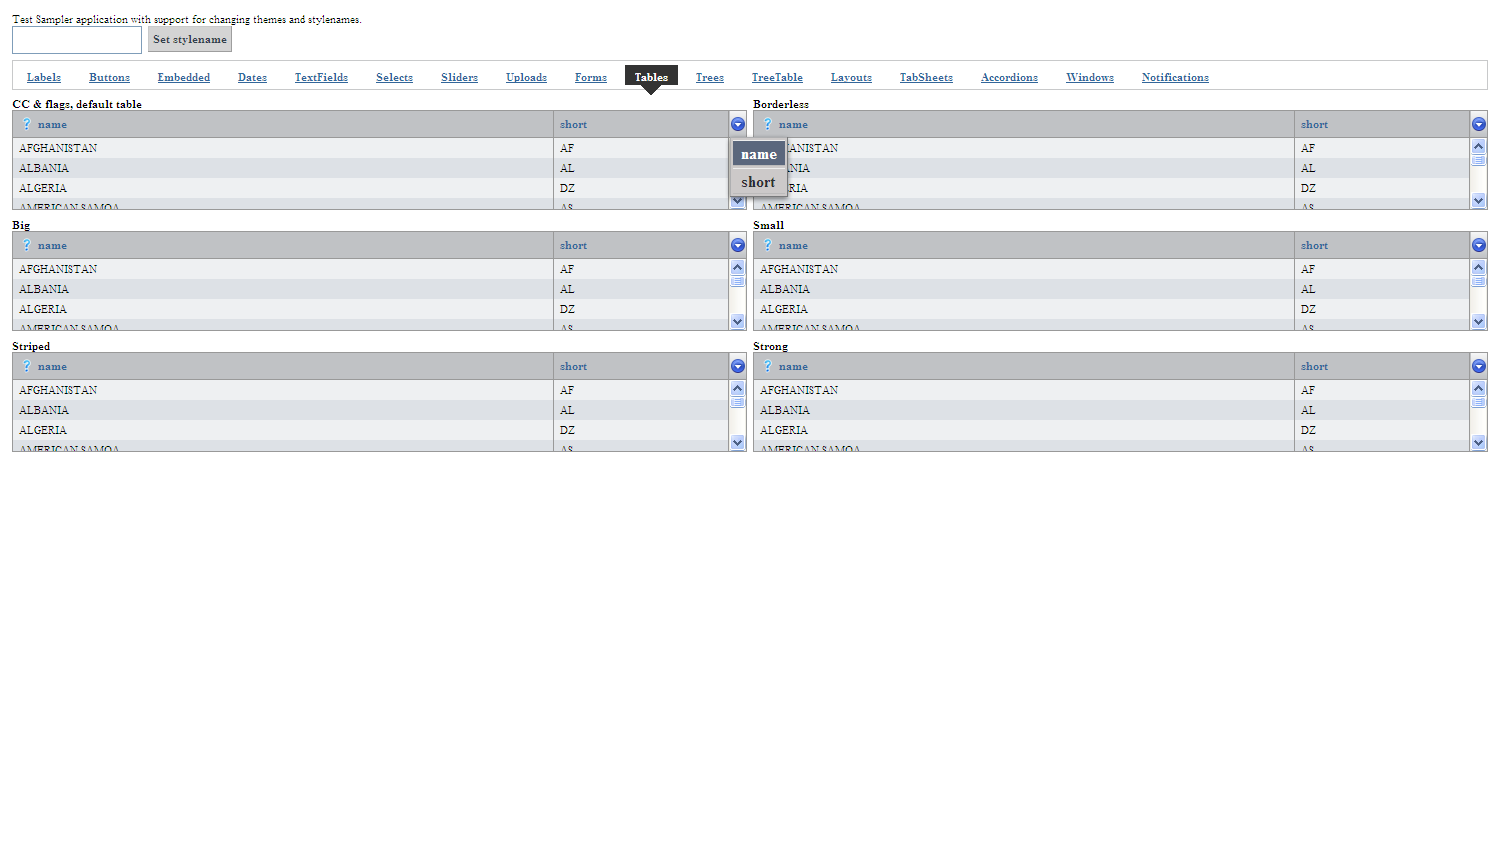 Test Sampler application with support for changing themes and stylenames.
Set stylename
Labels Buttons Embedded Dates TextFields Selects Sliders Uploads Forms Tables Trees TreeTable Layouts TabSheets Accordions Windows Notifications
CC & flags, default table
? name short
AFGHANISTAN AF
ALBANIA AL
ALGERIA DZ
AMERICAN SAMOA AS
name
short
Borderless
? name short
ANISTAN AF
NIA AL
RIA DZ
AMERICAN SAMOA AS
Big
? name short
AFGHANISTAN AF
ALBANIA AL
ALGERIA DZ
AMERICAN SAMOA AS
Small
? name short
AFGHANISTAN AF
ALBANIA AL
ALGERIA DZ
AMERICAN SAMOA AS
Striped
? name short
AFGHANISTAN AF
ALBANIA AL
ALGERIA DZ
AMERICAN SAMOA AS
Strong
? name short
AFGHANISTAN AF
ALBANIA AL
ALGERIA DZ
AMERICAN SAMOA AS